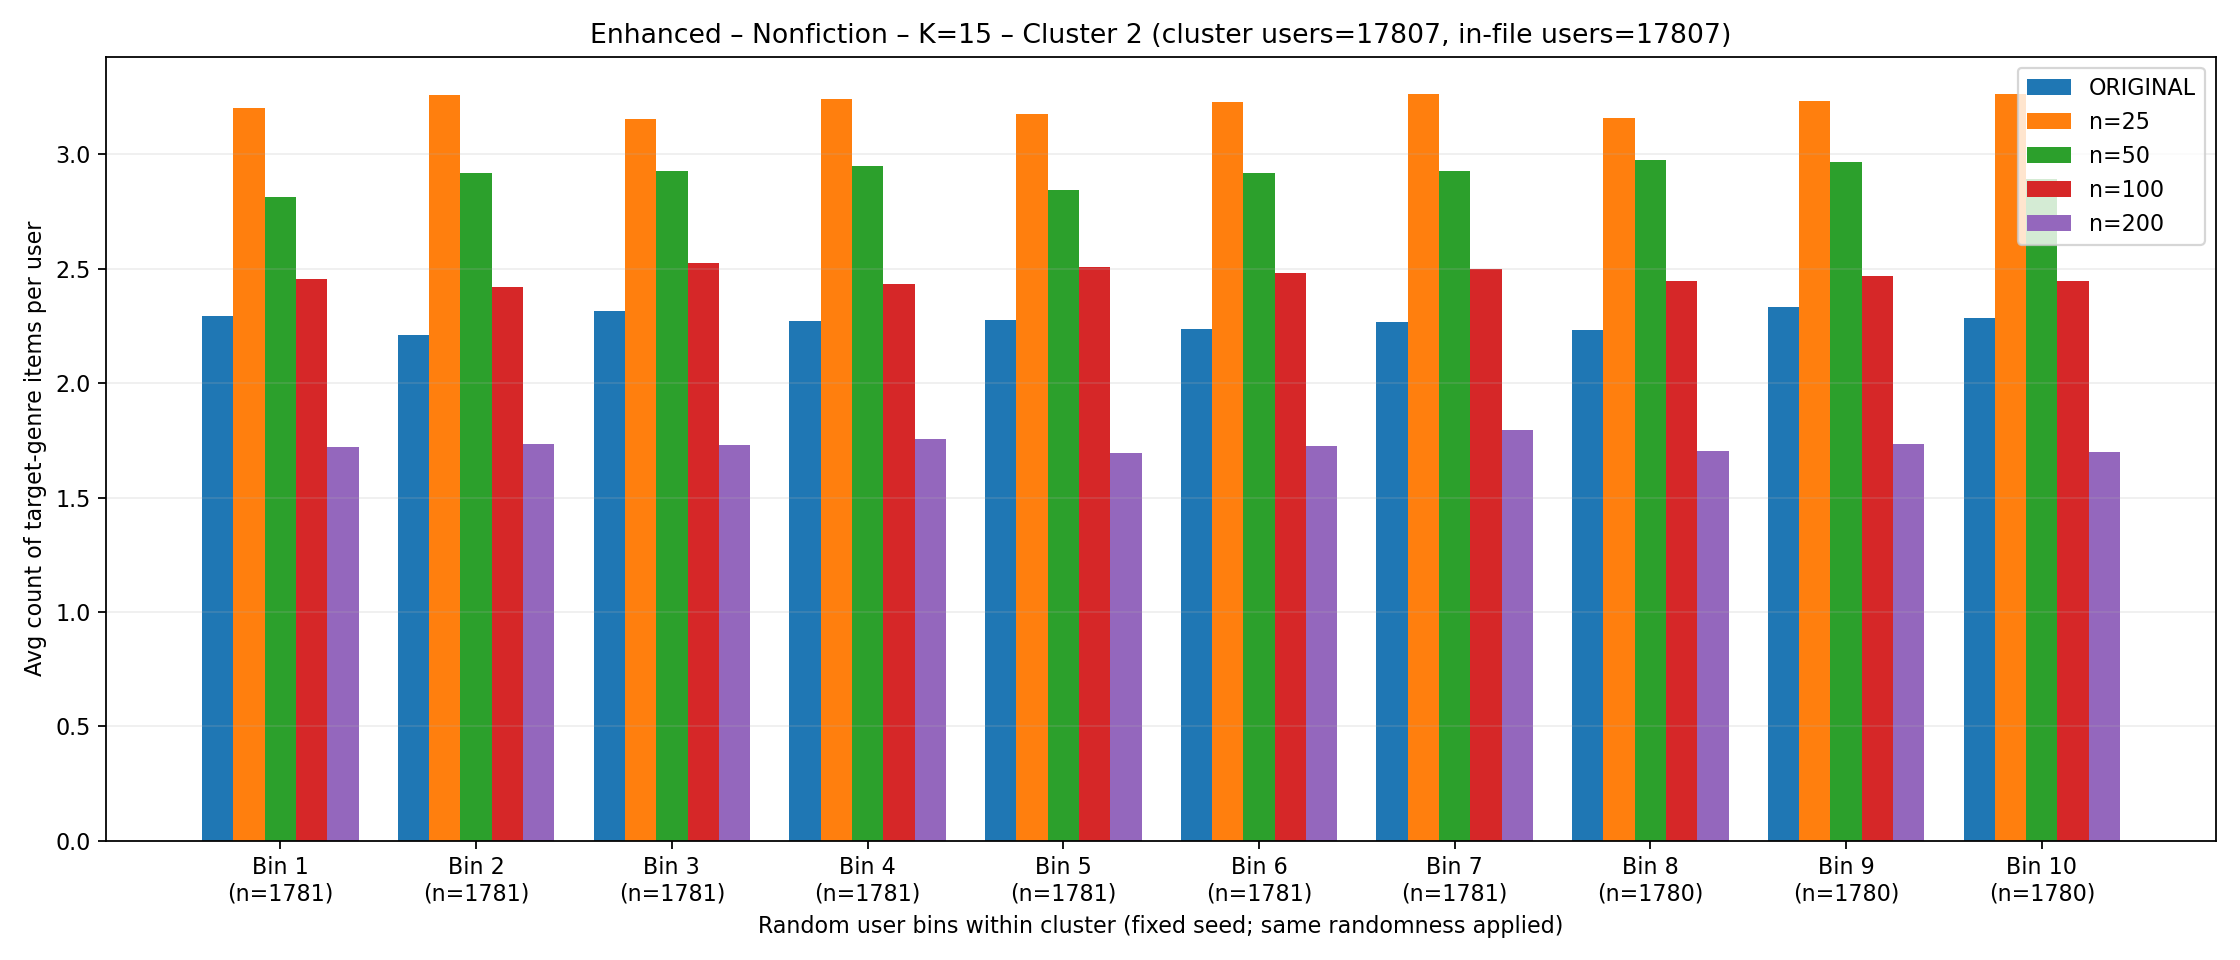 Enhanced – Nonfiction – K=15 – Cluster 2 (cluster users=17807, in-file users=17807)
ORIGINAL
n=25
n=50
n=100
n=200
Avg count of target-genre items per user
3.0
2.5
2.0
1.5
1.0
0.5
0.0
Bin 1 Bin 2 Bin 3 Bin 4 Bin 5 Bin 6 Bin 7 Bin 8 Bin 9 Bin 10
(n=1781) (n=1781) (n=1781) (n=1781) (n=1781) (n=1781) (n=1781) (n=1780) (n=1780) (n=1780)
Random user bins within cluster (fixed seed; same randomness applied)